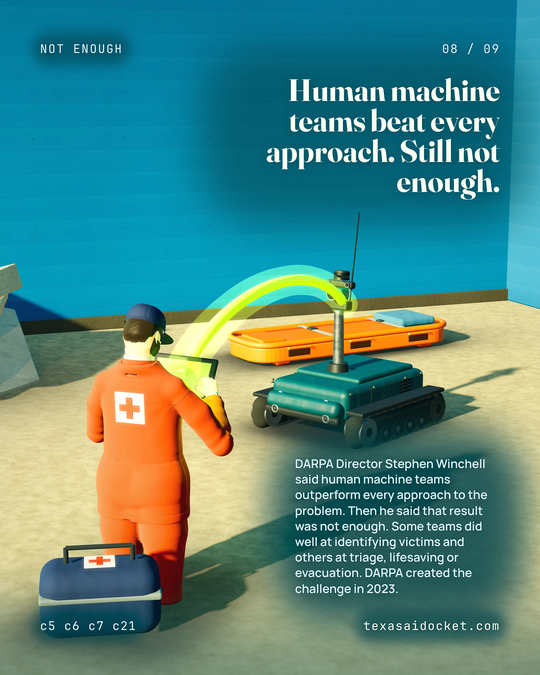 NOT ENOUGH
08 / 09
Human machine
teams beat every
approach. Still not
enough.
DARPA Director Stephen Winchell
said human machine teams
outperform every approach to the
problem. Then he said that result
was not enough. Some teams did
well at identifying victims and
others at triage, lifesaving or
evacuation. DARPA created the
challenge in 2023.
c5 c6 c7 c21
texasaidocket.com